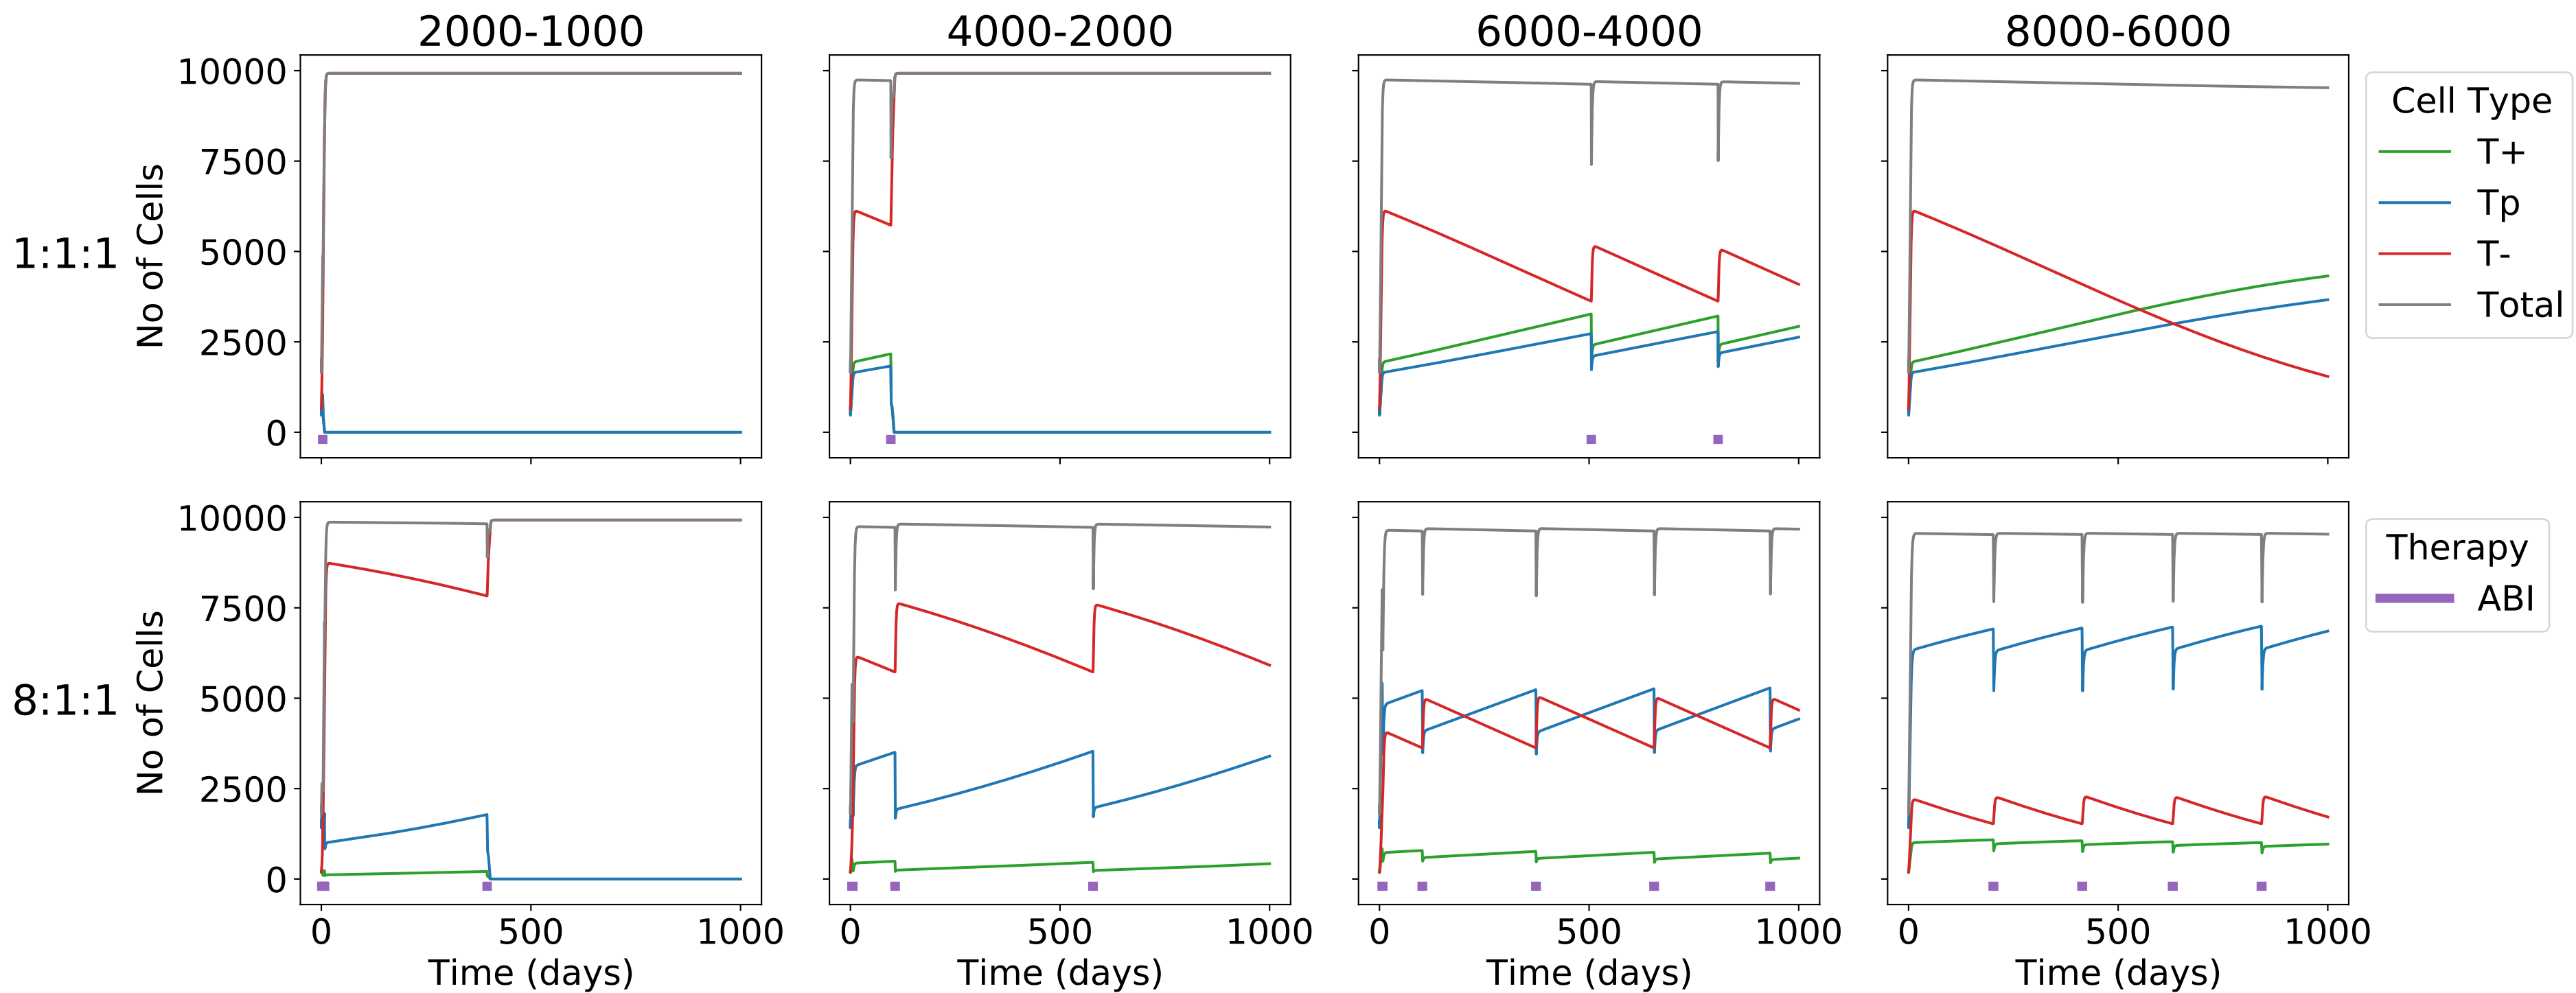 2000-1000 4000-2000 6000-4000 8000-6000
10000
7500
5000
2500
0
No of Cells
1:1:1
Cell Type
T+
Tp
T-
Total
10000
7500
5000
2500
0
No of Cells
8:1:1
Therapy
ABI
0 500 1000 0 500 1000 0 500 1000 0 500 1000
Time (days) Time (days) Time (days) Time (days)